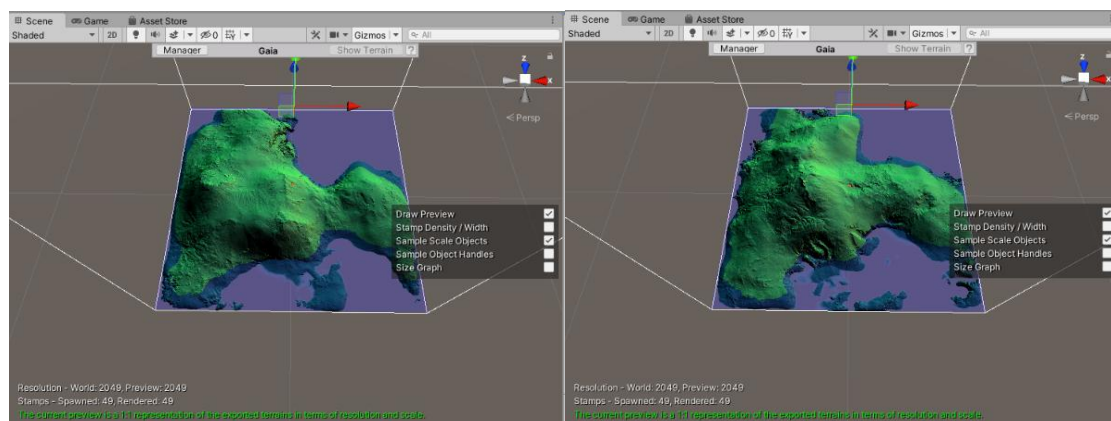 Scene Game Asset Store
Shaded 2D 0 Gizmos All
Manager Gaia Show Terrain ?
z
x
Persp
Draw Preview
Stamp Density / Width
Sample Scale Objects
Sample Object Handles
Size Graph
Resolution - World: 2049, Preview: 2049
Stamps - Spawned: 49, Rendered: 49
The current preview is a 1:1 representation of the exported terrains in terms of resolution and scale.
Scene Game Asset Store
Shaded 2D 0 Gizmos All
Manager Gaia Show Terrain ?
z
x
Persp
Draw Preview
Stamp Density / Width
Sample Scale Objects
Sample Object Handles
Size Graph
Resolution - World: 2049, Preview: 2049
Stamps - Spawned: 49, Rendered: 49
The current preview is a 1:1 representation of the exported terrains in terms of resolution and scale.